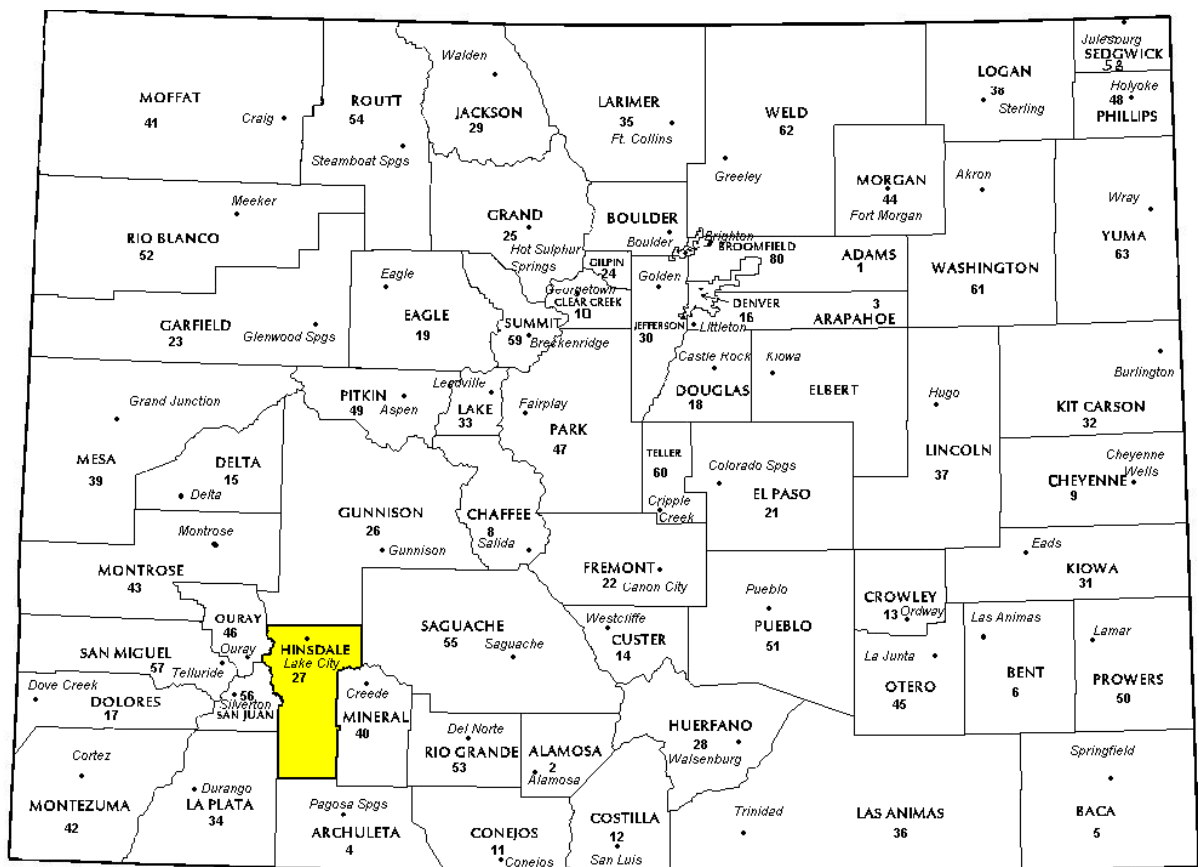 MOFFAT
41
Craig
ROUTT
54
Steamboat Spgs
Walden
JACKSON
29
LARIMER
35
Ft. Collins
WELD
62
Greeley
LOGAN
38
Sterling
Julesburg
SEDGWICK
58
Holyoke
48
PHILLIPS
MORGAN
44
Fort Morgan
Akron
WASHINGTON
61
Wray
YUMA
63
Meeker
RIO BLANCO
52
GRAND
25
Hot Sulphur
Springs
BOULDER
Boulder
Brighton
BROOMFIELD
80
ADAMS
1
GILPIN
24
Golden
JEFFERSON
30
Georgetown
CLEAR CREEK
10
DENVER
16
Littleton
3
ARAPAHOE
GARFIELD
23
Glenwood Spgs
Eagle
EAGLE
19
SUMMIT
59
Breckenridge
Castle Rock
DOUGLAS
18
Kiowa
ELBERT
Hugo
LINCOLN
37
Burlington
KIT CARSON
32
Grand Junction
MESA
39
PITKIN
49
Aspen
Leadville
LAKE
33
Fairplay
PARK
47
TELLER
60
Cripple
Creek
Colorado Spgs
EL PASO
21
Cheyenne
Wells
CHEYENNE
9
DELTA
15
Delta
GUNNISON
26
Gunnison
CHAFFEE
8
Salida
Montrose
MONTROSE
43
FREMONT
22
Canon City
Pueblo
PUEBLO
51
CROWLEY
13
Ordway
Eads
KIOWA
31
OURAY
46
Ouray
SAN MIGUEL
57
Telluride
HINSDALE
Lake City
27
SAGUACHE
55
Saguache
Westcliffe
CUSTER
14
La Junta
OTERO
45
Las Animas
BENT
6
Lamar
PROWERS
50
Dove Creek
DOLORES
17
56
Silverton
SAN JUAN
Creede
MINERAL
40
Del Norte
RIO GRANDE
53
ALAMOSA
2
Alamosa
HUERFANO
28
Walsenburg
Cortez
MONTEZUMA
42
Durango
LA PLATA
34
Pagosa Spgs
ARCHULETA
4
CONEJOS
11
Conejos
COSTILLA
12
San Luis
Trinidad
LAS ANIMAS
36
Springfield
BACA
5